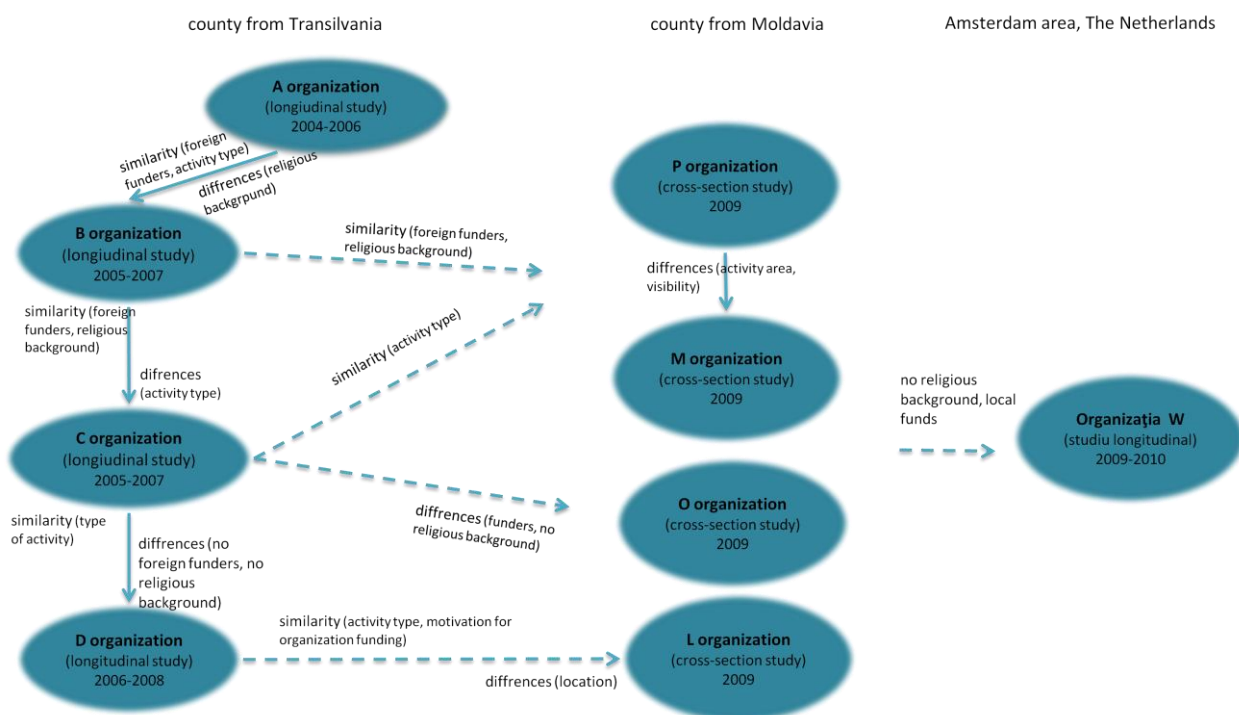 county from Transilvania
county from Moldavia
Amsterdam area, The Netherlands
A organization
(longiudinal study)
2004-2006
similarity (foreign
funders, activity type)
diffrences (religious
backgrpund)
B organization
(longiudinal study)
2005-2007
similarity (foreign funders,
religious background)
similarity (foreign
funders, religious
background)
difrences
(activity type)
C organization
(longiudinal study)
2005-2007
similarity (activity type)
diffrences (funders, no
religious background)
similarity (type
of activity)
diffrences (no
foreign funders, no
religious
background)
D organization
(longitudinal study)
2006-2008
similarity (activity type, motivation for
organization funding)
diffrences (location)
P organization
(cross-section study)
2009
diffrences (activity area,
visibility)
M organization
(cross-section study)
2009
O organization
(cross-section study)
2009
L organization
(cross-section study)
2009
no religious
background, local
funds
Organizaţia W
(studiu longitudinal)
2009-2010